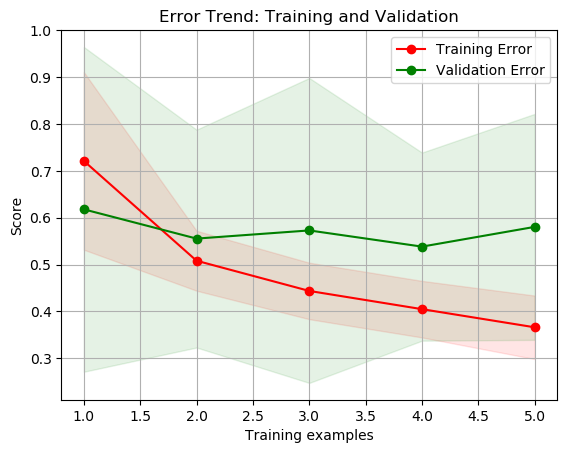 Error Trend: Training and Validation
Training Error
Validation Error
Score
1.0
0.9
0.8
0.7
0.6
0.5
0.4
0.3
1.0 1.5 2.0 2.5 3.0 3.5 4.0 4.5 5.0
Training examples